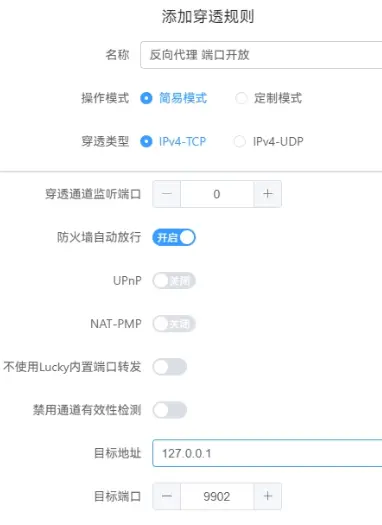 添加穿透规则
名称 反向代理 端口开放
操作模式 简易模式 定制模式
穿透类型 IPv4-TCP IPv4-UDP
穿透通道监听端口 — 0 +
防火墙自动放行 开启
UPnP 关闭
NAT-PMP 关闭
不使用Lucky内置端口转发
禁用通道有效性检测
目标地址 127.0.0.1
目标端口 — 9902 +